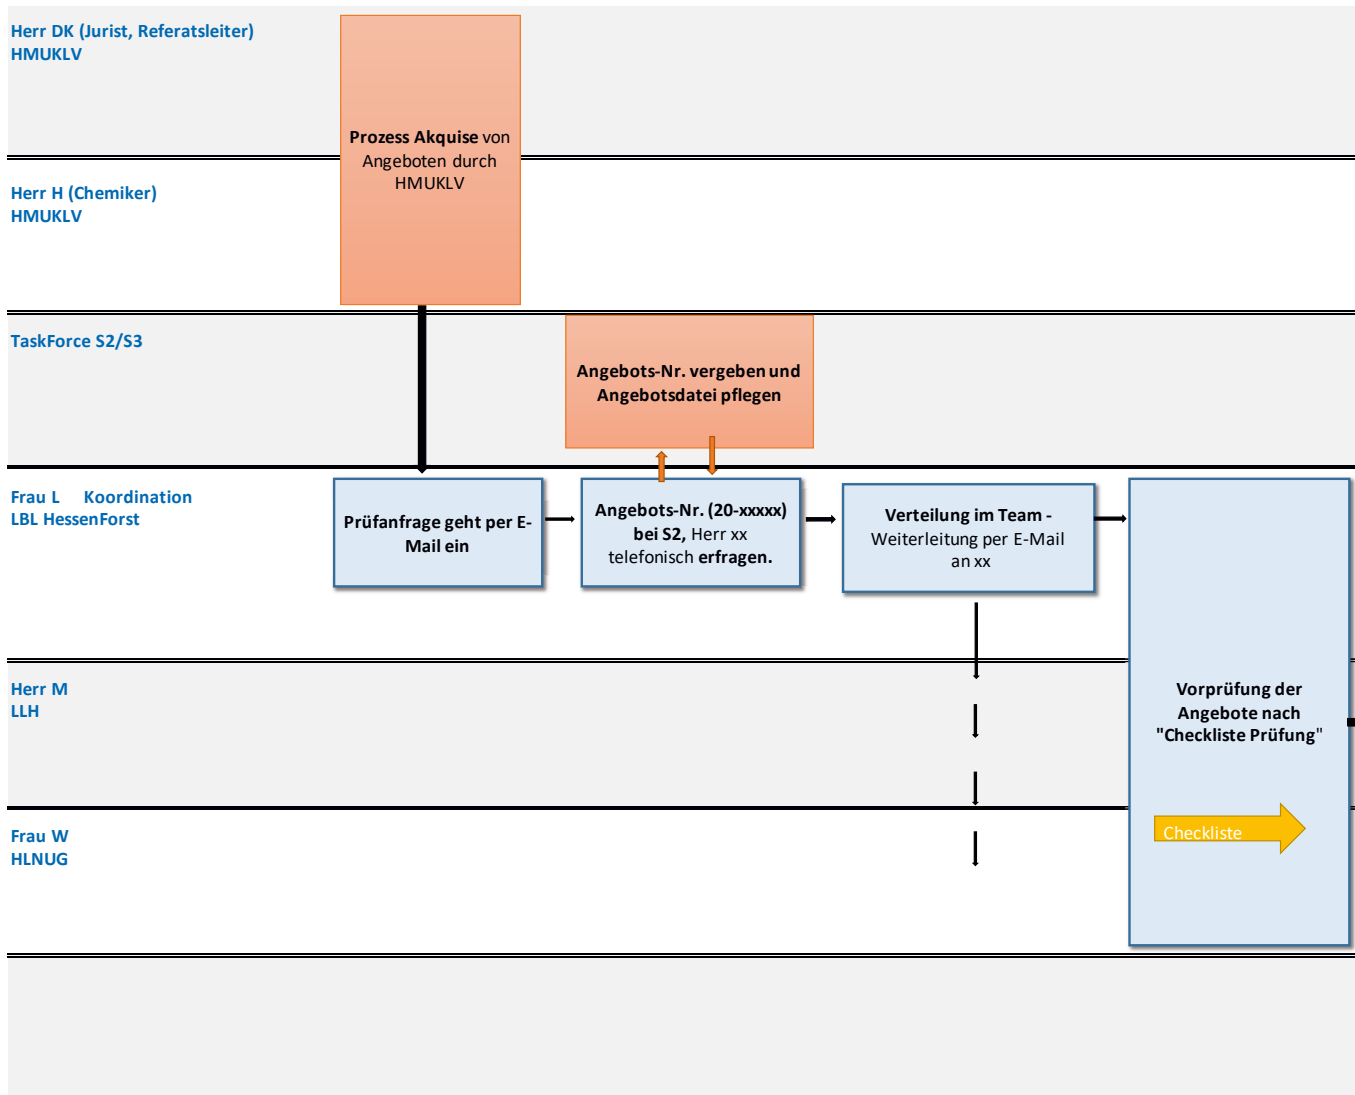 Herr DK (Jurist, Referatsleiter)
HMUKLV
Prozess Akquise von
Angeboten durch
HMUKLV
Herr H (Chemiker)
HMUKLV
TaskForce S2/S3
Angebots-Nr. vergeben und
Angebotsdatei pflegen
Frau L Koordination
LBL HessenForst
Prüfanfrage geht per E-
Mail ein
Angebots-Nr. (20-xxxxx)
bei S2, Herr xx
telefonisch erfragen.
Verteilung im Team -
Weiterleitung per E-Mail
an xx
Herr M
LLH
Vorprüfung der
Angebote nach
"Checkliste Prüfung"
Frau W
HLNUG
Checkliste